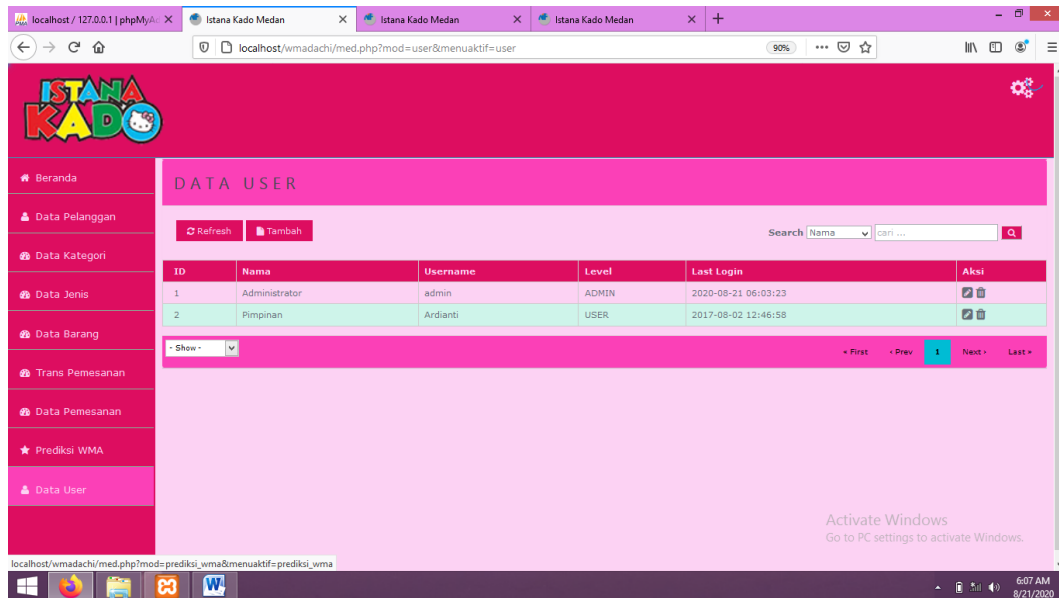 localhost / 127.0.0.1 | phpMyAd
Istana Kado Medan
Istana Kado Medan
Istana Kado Medan
localhost/wmadachi/med.php?mod=user&menuaktif=user
90%
ISTANA
KADO
Beranda
Data Pelanggan
Data Kategori
Data Jenis
Data Barang
Trans Pemesanan
Data Pemesanan
Prediksi WMA
Data User
DATA USER
Refresh Tambah Search Nama cari ...
ID Nama Username Level Last Login Aksi
1 Administrator admin ADMIN 2020-08-21 06:03:23
2 Pimpinan Ardianti USER 2017-08-02 12:46:58
- Show - « First ‹ Prev 1 Next › Last »
Activate Windows
Go to PC settings to activate Windows.
localhost/wmadachi/med.php?mod=prediksi_wma&menuaktif=prediksi_wma
6:07 AM
8/21/2020